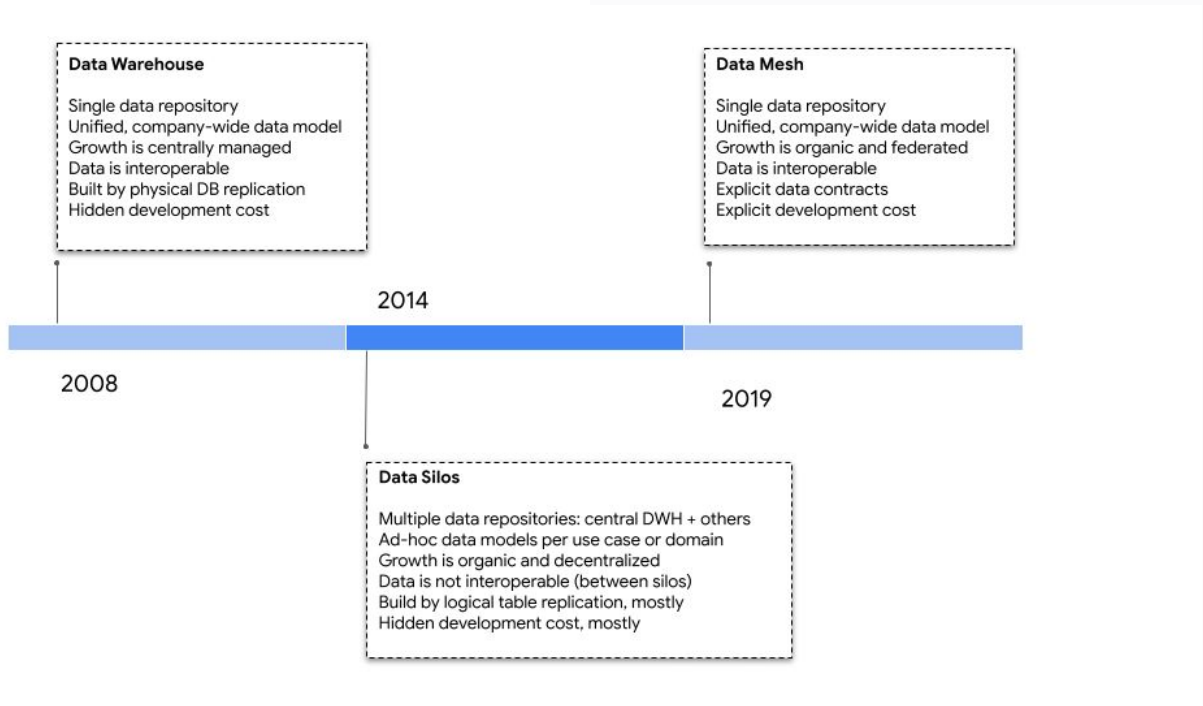 Data Warehouse
Single data repository
Unified, company-wide data model
Growth is centrally managed
Data is interoperable
Built by physical DB replication
Hidden development cost
Data Mesh
Single data repository
Unified, company-wide data model
Growth is organic and federated
Data is interoperable
Explicit data contracts
Explicit development cost
2014
2008
2019
Data Silos
Multiple data repositories: central DWH + others
Ad-hoc data models per use case or domain
Growth is organic and decentralized
Data is not interoperable (between silos)
Build by logical table replication, mostly
Hidden development cost, mostly